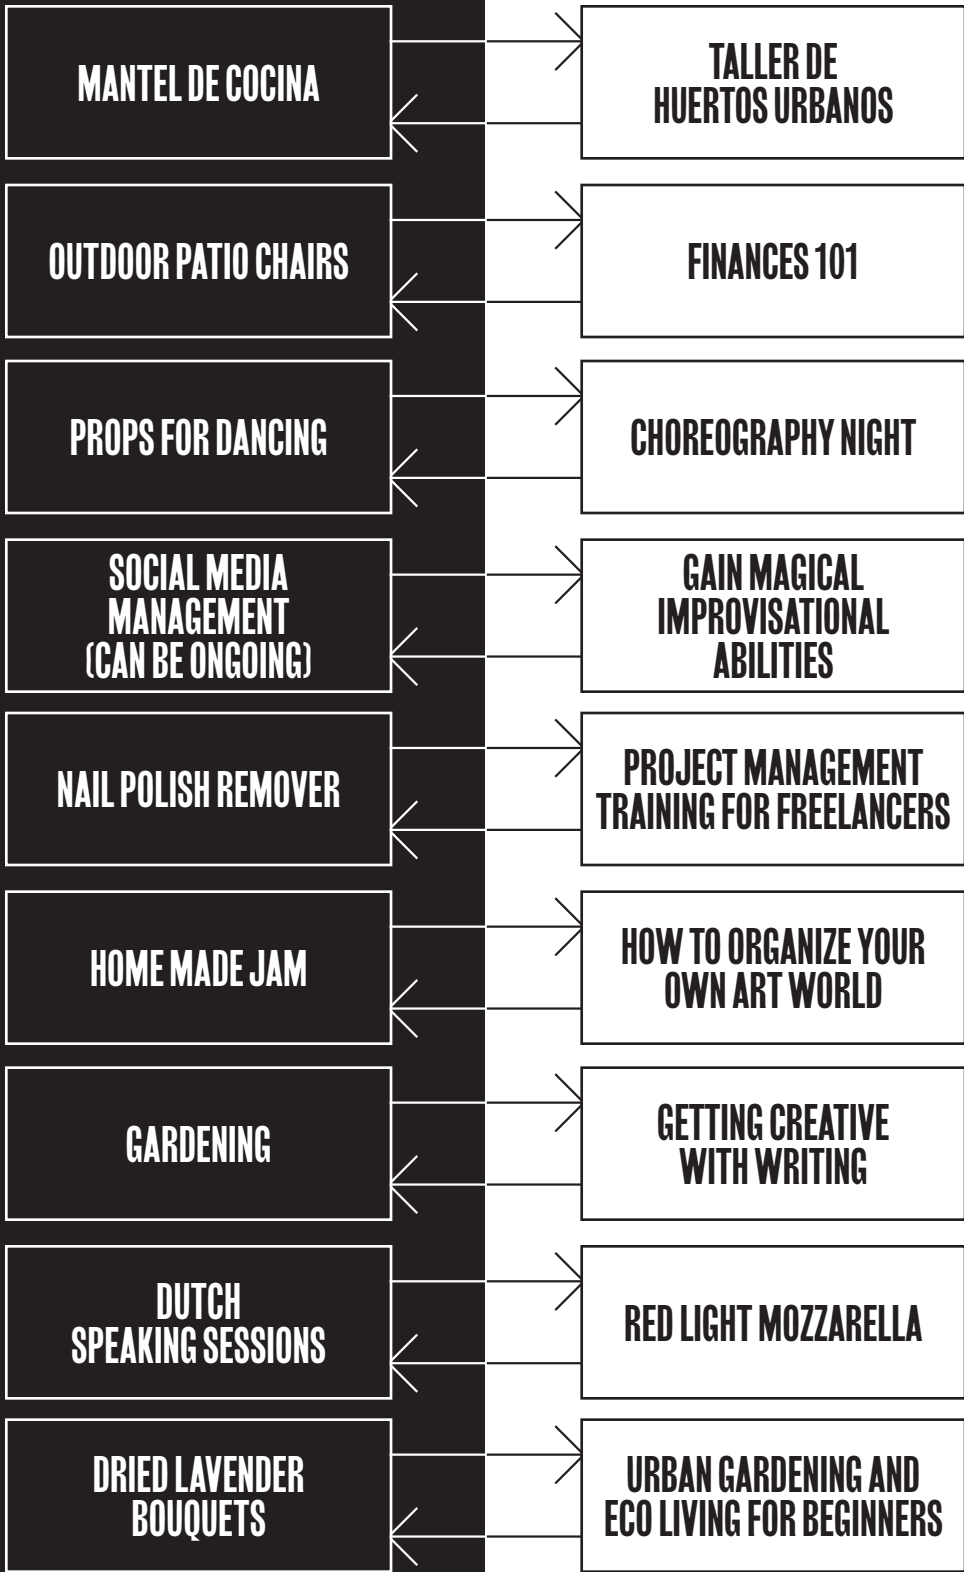 MANTEL DE COCINA
TALLER DE
HUERTOS URBANOS
OUTDOOR PATIO CHAIRS
FINANCES 101
PROPS FOR DANCING
CHOREOGRAPHY NIGHT
SOCIAL MEDIA
MANAGEMENT
(CAN BE ONGOING)
GAIN MAGICAL
IMPROVISATIONAL
ABILITIES
NAIL POLISH REMOVER
PROJECT MANAGEMENT
TRAINING FOR FREELANCERS
HOME MADE JAM
HOW TO ORGANIZE YOUR
OWN ART WORLD
GARDENING
GETTING CREATIVE
WITH WRITING
DUTCH
SPEAKING SESSIONS
RED LIGHT MOZZARELLA
DRIED LAVENDER
BOUQUETS
URBAN GARDENING AND
ECO LIVING FOR BEGINNERS